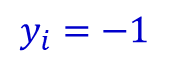 yᵢ = −1